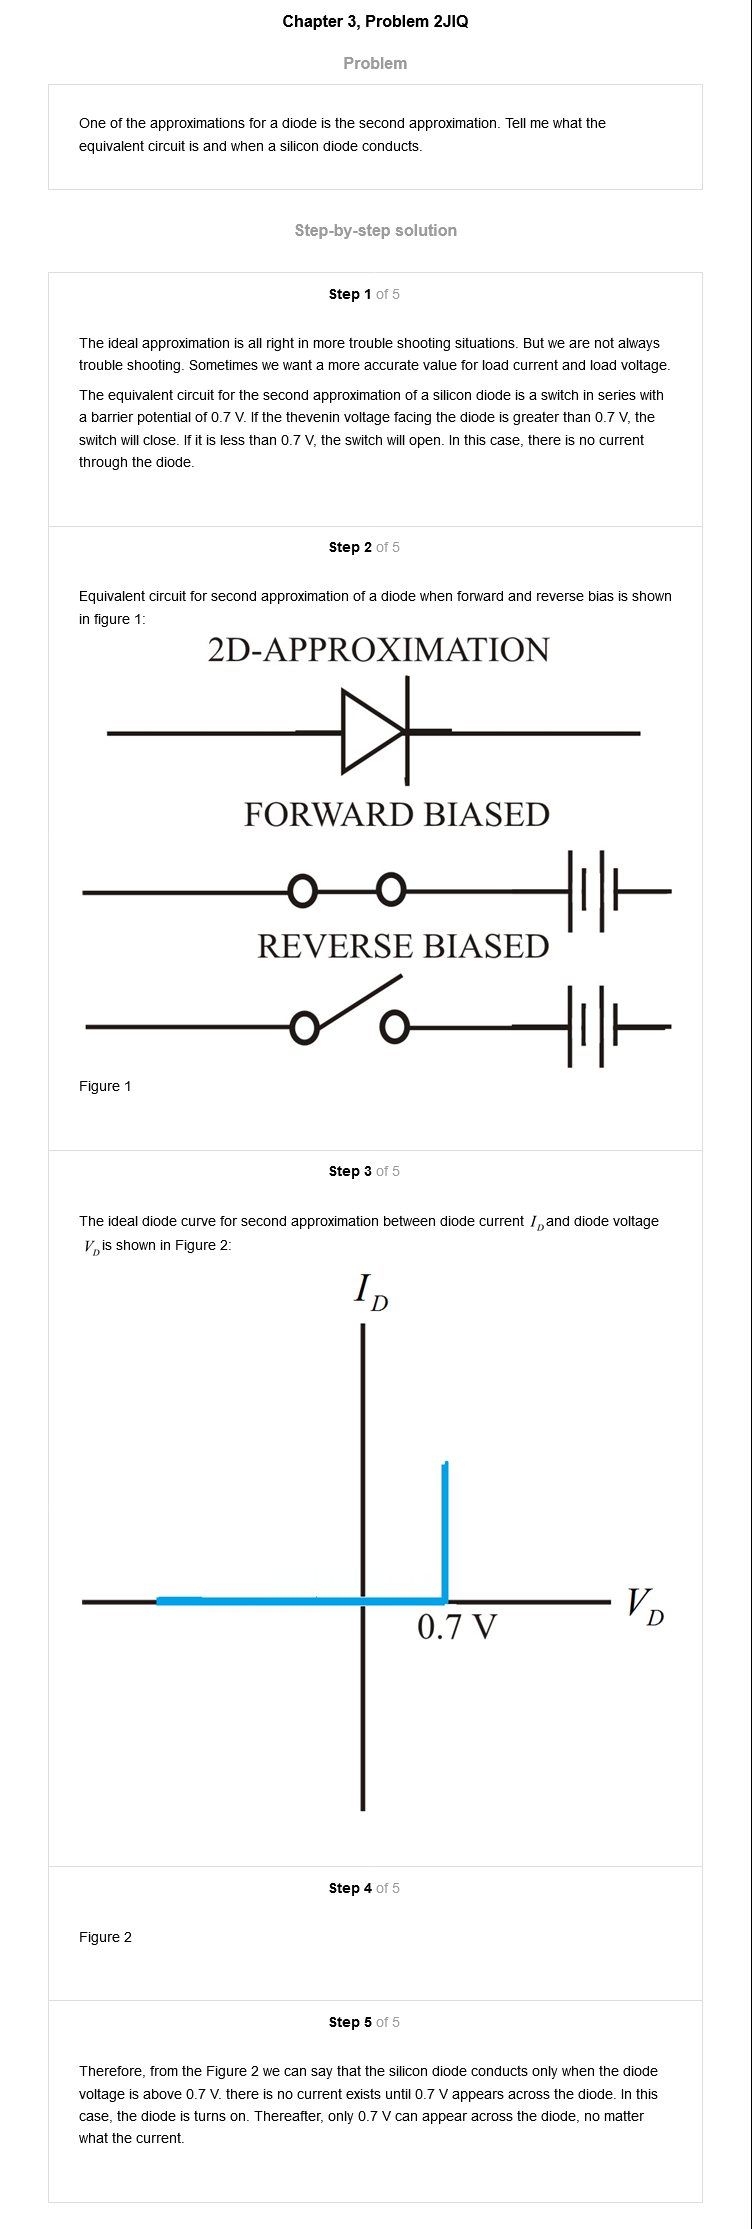 Chapter 3, Problem 2JIQ
Problem
One of the approximations for a diode is the second approximation. Tell me what the
equivalent circuit is and when a silicon diode conducts.
Step-by-step solution
Step 1 of 5
The ideal approximation is all right in more trouble shooting situations. But we are not always
trouble shooting. Sometimes we want a more accurate value for load current and load voltage.
The equivalent circuit for the second approximation of a silicon diode is a switch in series with
a barrier potential of 0.7 V. If the thevenin voltage facing the diode is greater than 0.7 V, the
switch will close. If it is less than 0.7 V, the switch will open. In this case, there is no current
through the diode.
Step 2 of 5
Equivalent circuit for second approximation of a diode when forward and reverse bias is shown
in figure 1:
2D-APPROXIMATION
FORWARD BIASED
REVERSE BIASED
Figure 1
Step 3 of 5
The ideal diode curve for second approximation between diode current I_D and diode voltage
V_D is shown in Figure 2:
I_D
V_D
0.7 V
Step 4 of 5
Figure 2
Step 5 of 5
Therefore, from the Figure 2 we can say that the silicon diode conducts only when the diode
voltage is above 0.7 V. there is no current exists until 0.7 V appears across the diode. In this
case, the diode is turns on. Thereafter, only 0.7 V can appear across the diode, no matter
what the current.